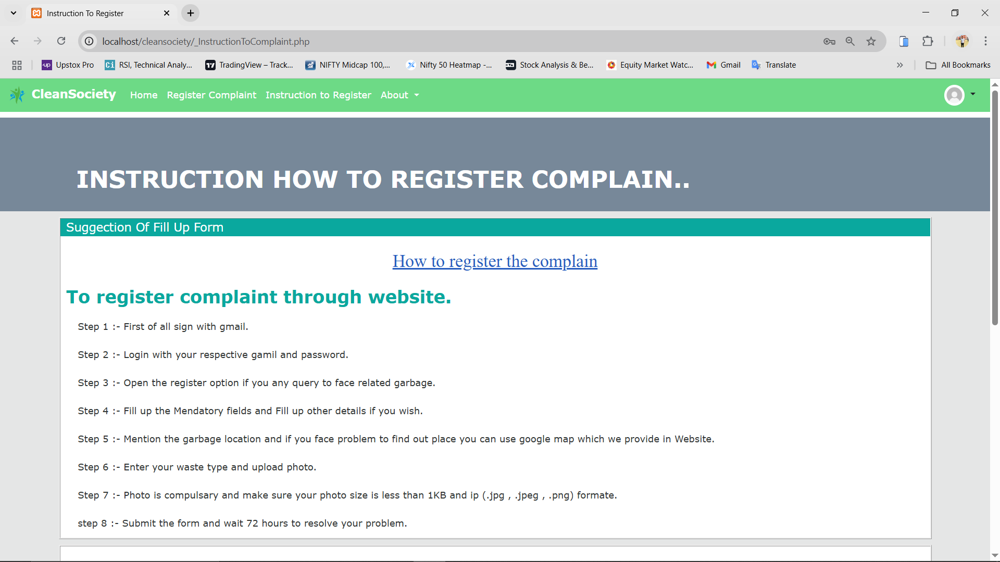 Instruction To Register
localhost/cleansociety/_InstructionToComplaint.php
Upstox Pro RSI, Technical Analy... TradingView – Track... NIFTY Midcap 100,... Nifty 50 Heatmap -... Stock Analysis & Be... Equity Market Watc... Gmail Translate » All Bookmarks
CleanSociety Home Register Complaint Instruction to Register About
INSTRUCTION HOW TO REGISTER COMPLAIN..
Suggection Of Fill Up Form
How to register the complain
To register complaint through website.
Step 1 :- First of all sign with gmail.
Step 2 :- Login with your respective gamil and password.
Step 3 :- Open the register option if you any query to face related garbage.
Step 4 :- Fill up the Mendatory fields and Fill up other details if you wish.
Step 5 :- Mention the garbage location and if you face problem to find out place you can use google map which we provide in Website.
Step 6 :- Enter your waste type and upload photo.
Step 7 :- Photo is compulsary and make sure your photo size is less than 1KB and ip (.jpg , .jpeg , .png) formate.
step 8 :- Submit the form and wait 72 hours to resolve your problem.